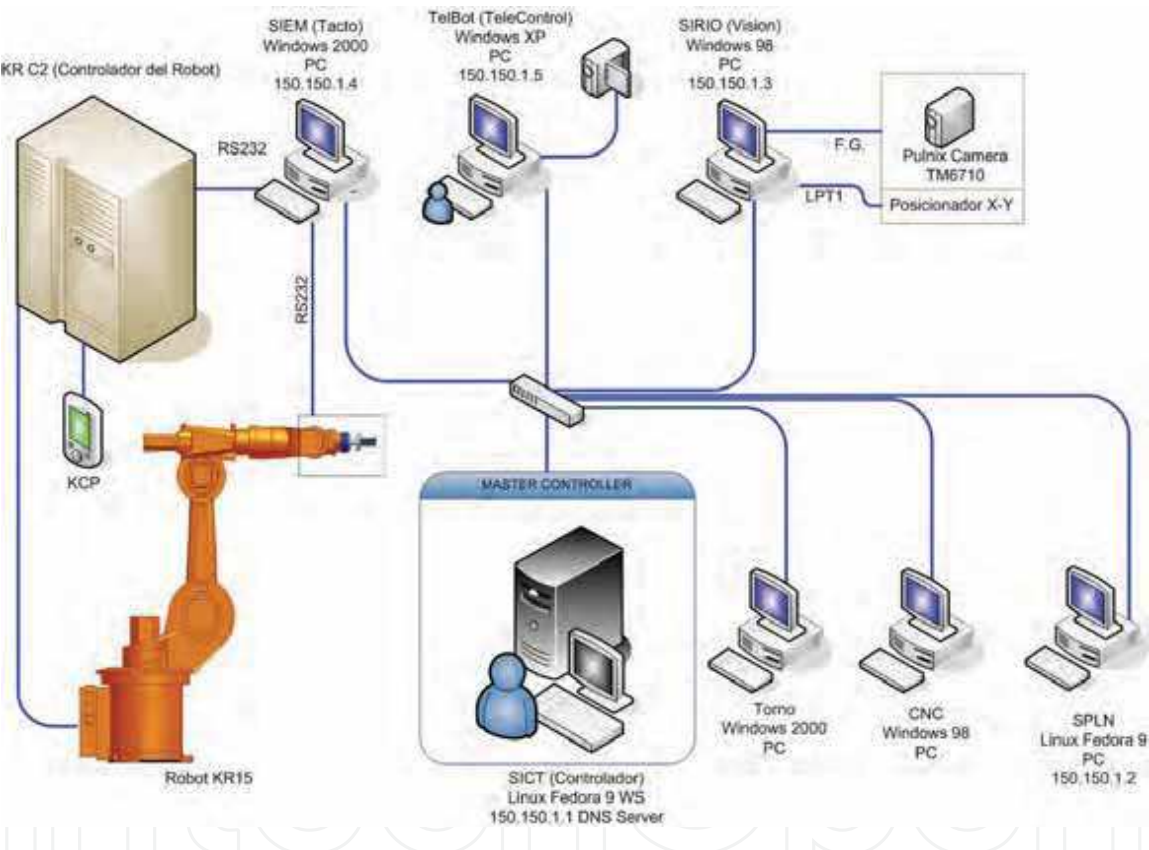 SIEM (Tacto)
Windows 2000
PC
150.150.1.4
TelBot (TeleControl)
Windows XP
PC
150.150.1.5
SIRIO (Vision)
Windows 98
PC
150.150.1.3
KR C2 (Controlador del Robot)
RS232
F.G.
Pulnix Camera
TM6710
LPT1
Posicionador X-Y
RS232
KCP
MASTER CONTROLLER
Robot KR15
SICT (Controlador)
Linux Fedora 9 WS
150.150.1.1 DNS Server
Torno
Windows 2000
PC
CNC
Windows 98
PC
SPLN
Linux Fedora 9
PC
150.150.1.2